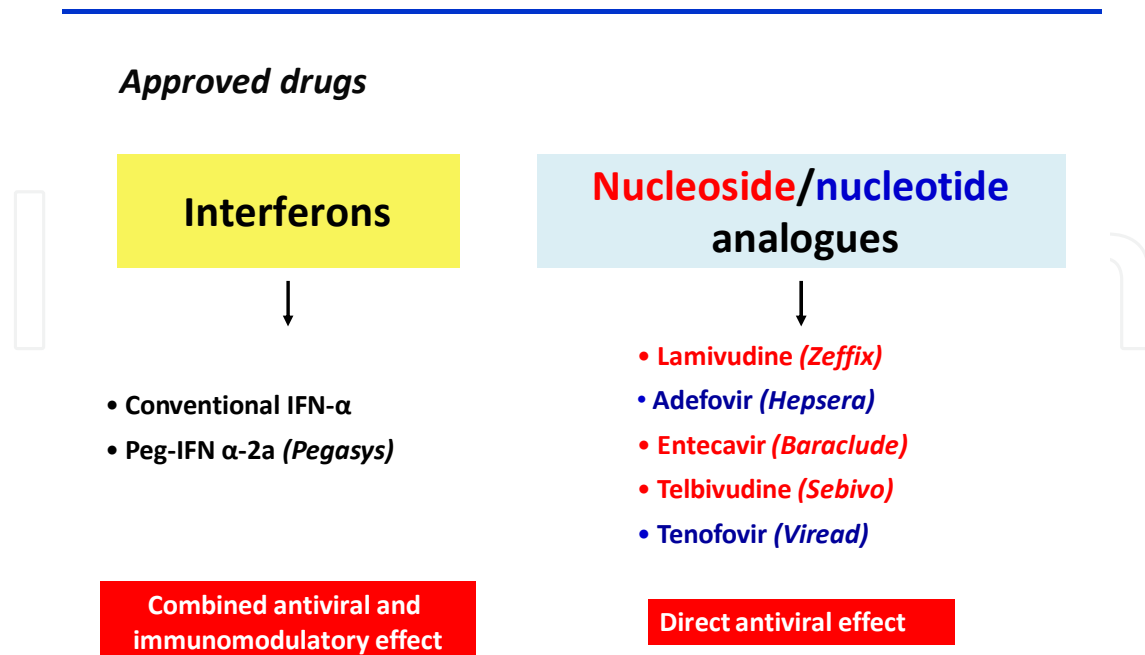 Approved drugs
Interferons
Nucleoside/nucleotide
analogues
• Conventional IFN-α
• Peg-IFN α-2a (Pegasys)
• Lamivudine (Zeffix)
• Adefovir (Hepsera)
• Entecavir (Baraclude)
• Telbivudine (Sebivo)
• Tenofovir (Viread)
Combined antiviral and
immunomodulatory effect
Direct antiviral effect